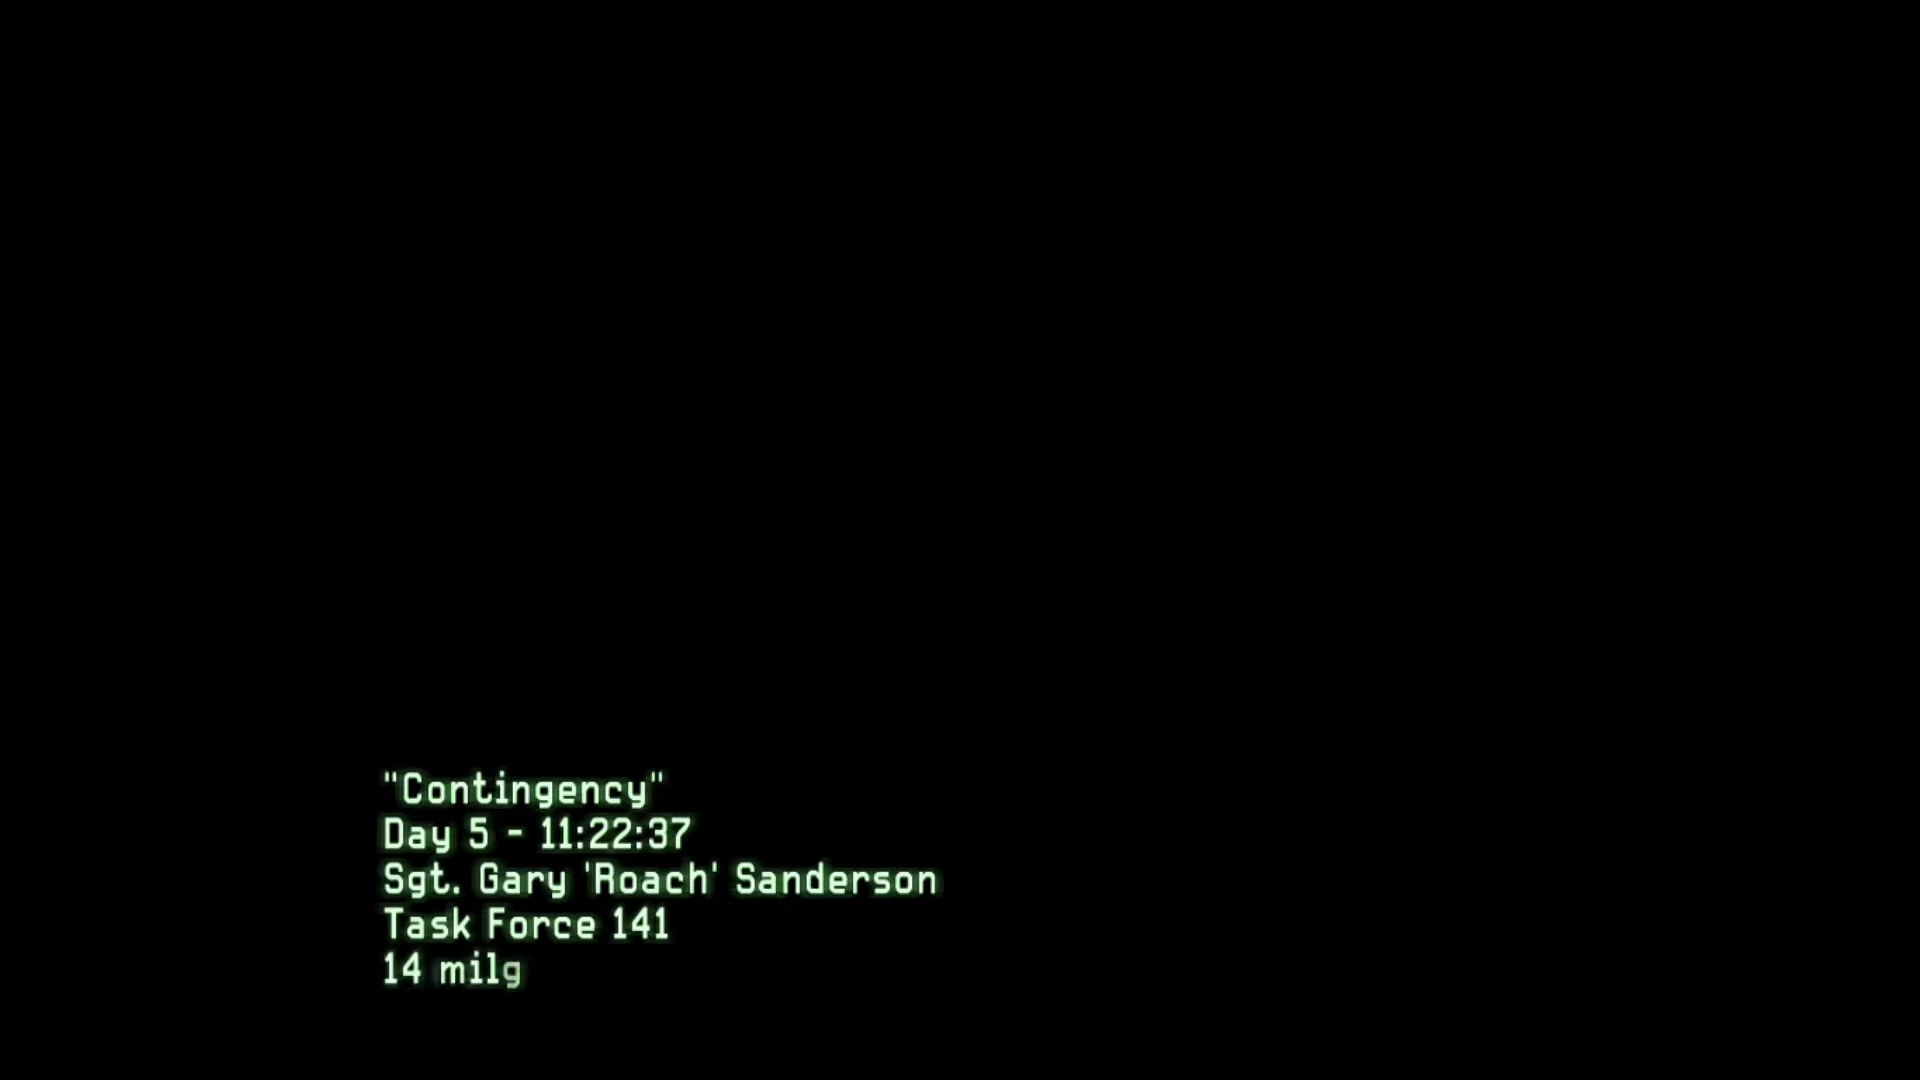 "Contingency"
Day 5 - 11:22:37
Sgt. Gary 'Roach' Sanderson
Task Force 141
14 milg